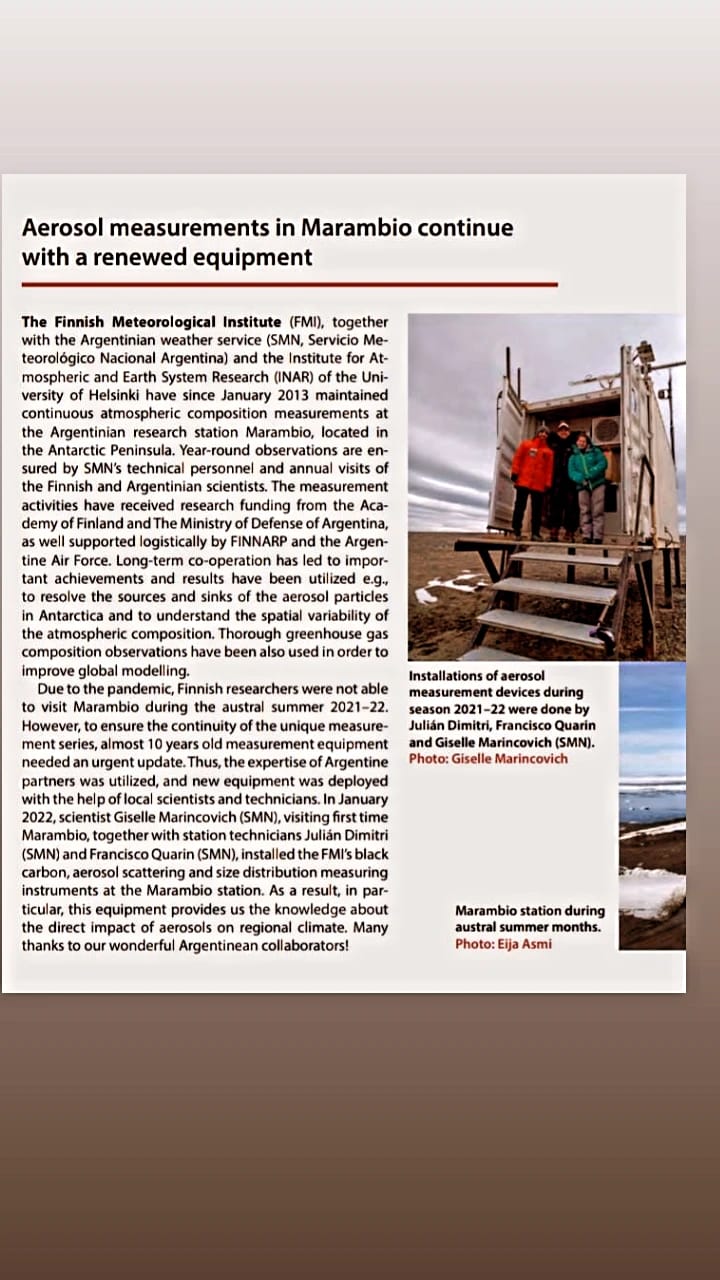 Aerosol measurements in Marambio continue
with a renewed equipment
The Finnish Meteorological Institute (FMI), together
with the Argentinian weather service (SMN, Servicio Me-
teorológico Nacional Argentina) and the Institute for At-
mospheric and Earth System Research (INAR) of the Uni-
versity of Helsinki have since January 2013 maintained
continuous atmospheric composition measurements at
the Argentinian research station Marambio, located in
the Antarctic Peninsula. Year-round observations are en-
sured by SMN's technical personnel and annual visits of
the Finnish and Argentinian scientists. The measurement
activities have received research funding from the Aca-
demy of Finland and The Ministry of Defense of Argentina,
as well supported logistically by FINNARP and the Argen-
tine Air Force. Long-term co-operation has led to impor-
tant achievements and results have been utilized e.g.,
to resolve the sources and sinks of the aerosol particles
in Antarctica and to understand the spatial variability of
the atmospheric composition. Thorough greenhouse gas
composition observations have been also used in order to
improve global modelling.
Due to the pandemic, Finnish researchers were not able
to visit Marambio during the austral summer 2021–22.
However, to ensure the continuity of the unique measure-
ment series, almost 10 years old measurement equipment
needed an urgent update. Thus, the expertise of Argentine
partners was utilized, and new equipment was deployed
with the help of local scientists and technicians. In January
2022, scientist Giselle Marincovich (SMN), visiting first time
Marambio, together with station technicians Julián Dimitri
(SMN) and Francisco Quarin (SMN), installed the FMI's black
carbon, aerosol scattering and size distribution measuring
instruments at the Marambio station. As a result, in par-
ticular, this equipment provides us the knowledge about
the direct impact of aerosols on regional climate. Many
thanks to our wonderful Argentinean collaborators!
Installations of aerosol
measurement devices during
season 2021–22 were done by
Julián Dimitri, Francisco Quarin
and Giselle Marincovich (SMN).
Photo: Giselle Marincovich
Marambio station during
austral summer months.
Photo: Eija Asmi